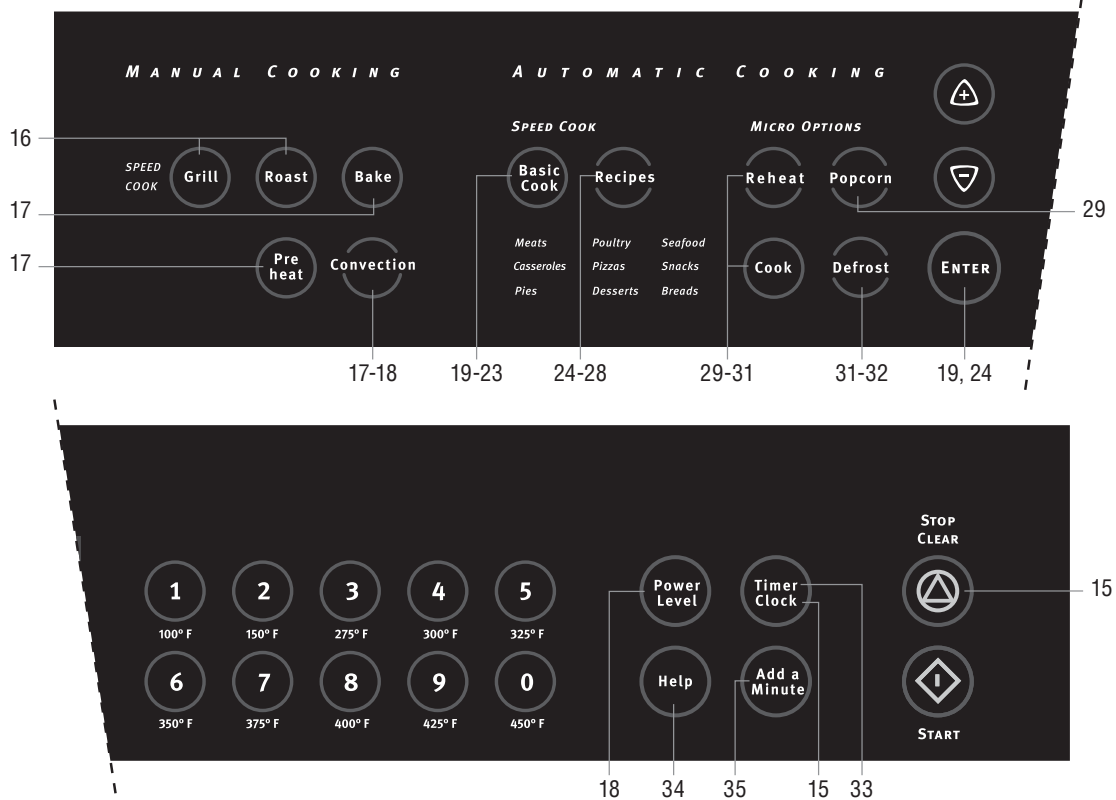 MANUAL COOKING
AUTOMATIC COOKING
SPEED COOK
MICRO OPTIONS
+
16
SPEED
COOK
Grill
Roast
Bake
Basic
Cook
Recipes
Reheat
Popcorn
−
17
29
Meats Poultry Seafood
Casseroles Pizzas Snacks
Pies Desserts Breads
17
Pre
heat
Convection
Cook
Defrost
ENTER
17-18 19-23 24-28 29-31 31-32 19, 24
STOP
CLEAR
1 2 3 4 5
100° F 150° F 275° F 300° F 325° F
Power
Level
Timer
Clock
15
6 7 8 9 0
350° F 375° F 400° F 425° F 450° F
Help
Add a
Minute
START
18 34 35 15 33